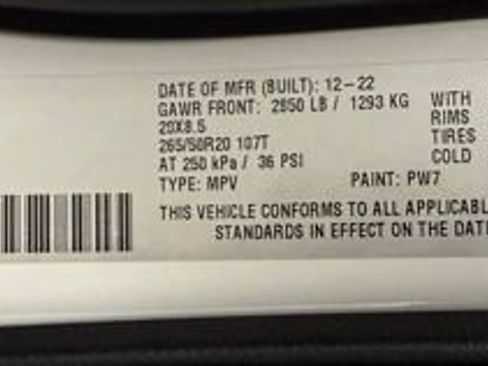 DATE OF MFR (BUILT): 12-22
GAWR FRONT: 2850 LB / 1293 KG WITH
20X8.5 RIMS
265/50R20 107T TIRES
AT 250 kPa / 36 PSI COLD
TYPE: MPV PAINT: PW7
THIS VEHICLE CONFORMS TO ALL APPLICABL
STANDARDS IN EFFECT ON THE DAT